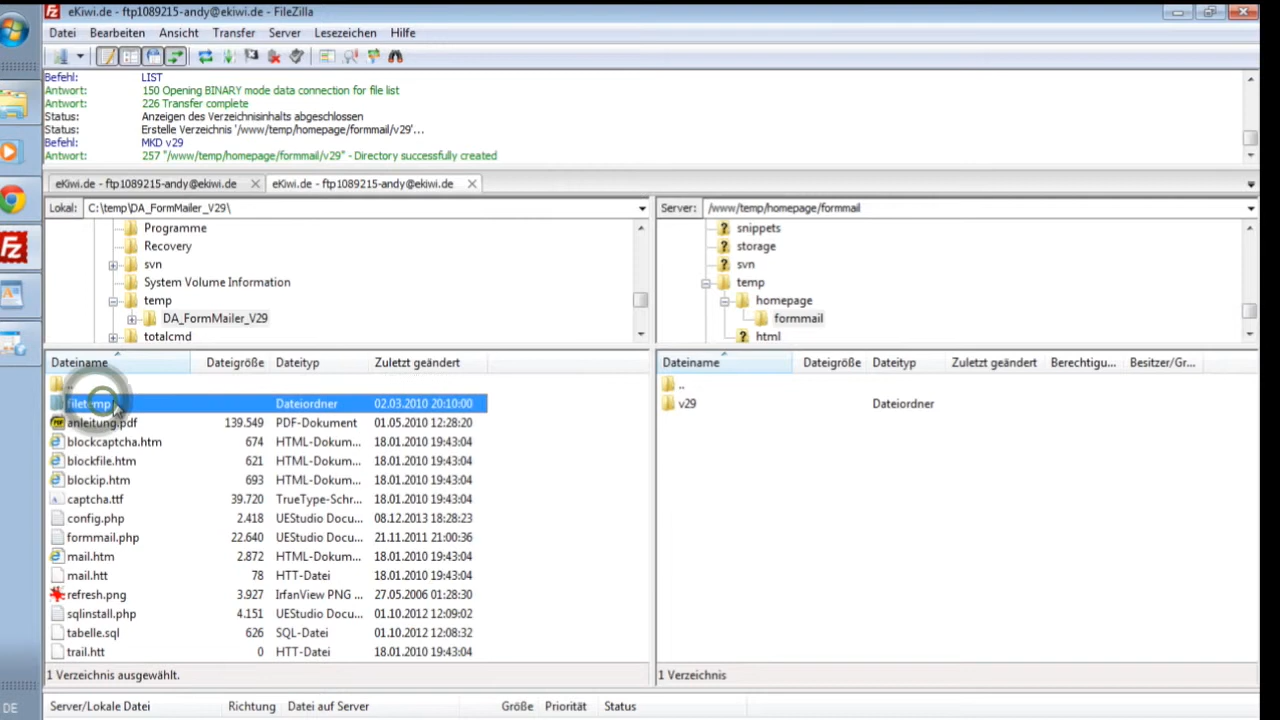 eKiwi.de - ftp1089215-andy@ekiwi.de - FileZilla
Datei Bearbeiten Ansicht Transfer Server Lesezeichen Hilfe
Befehl: LIST
Antwort: 150 Opening BINARY mode data connection for file list
Antwort: 226 Transfer complete
Status: Anzeigen des Verzeichnisinhalts abgeschlossen
Status: Erstelle Verzeichnis '/www/temp/homepage/formmail/v29'...
Befehl: MKD v29
Antwort: 257 "/www/temp/homepage/formmail/v29" - Directory successfully created
eKiwi.de - ftp1089215-andy@ekiwi.de eKiwi.de - ftp1089215-andy@ekiwi.de
Lokal: C:\temp\DA_FormMailer_V29\
Programme
Recovery
svn
System Volume Information
temp
DA_FormMailer_V29
totalcmd
Server: /www/temp/homepage/formmail
snippets
storage
svn
temp
homepage
formmail
html
Dateiname Dateigröße Dateityp Zuletzt geändert
..
filetemp Dateiordner 02.03.2010 20:10:00
anleitung.pdf 139.549 PDF-Dokument 01.05.2010 12:28:20
blockcaptcha.htm 674 HTML-Dokum... 18.01.2010 19:43:04
blockfile.htm 621 HTML-Dokum... 18.01.2010 19:43:04
blockip.htm 693 HTML-Dokum... 18.01.2010 19:43:04
captcha.ttf 39.720 TrueType-Schr... 18.01.2010 19:43:04
config.php 2.418 UEStudio Docu... 08.12.2013 18:28:23
formmail.php 22.640 UEStudio Docu... 21.11.2011 21:00:36
mail.htm 2.872 HTML-Dokum... 18.01.2010 19:43:04
mail.htt 78 HTT-Datei 18.01.2010 19:43:04
refresh.png 3.927 IrfanView PNG ... 27.05.2006 01:28:30
sqlinstall.php 4.151 UEStudio Docu... 01.10.2012 12:09:02
tabelle.sql 626 SQL-Datei 01.10.2012 12:08:32
trail.htt 0 HTT-Datei 18.01.2010 19:43:04
1 Verzeichnis ausgewählt.
Dateiname Dateigröße Dateityp Zuletzt geändert Berechtigu... Besitzer/Gr...
..
v29 Dateiordner
1 Verzeichnis
Server/Lokale Datei Richtung Datei auf Server Größe Priorität Status
DE